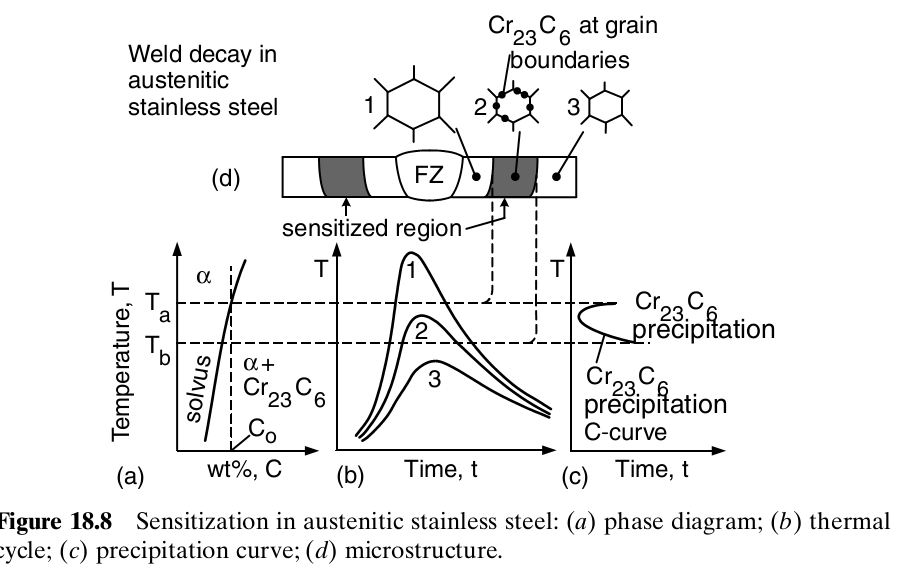 Weld decay in
austenitic
stainless steel
Cr23C6 at grain
boundaries
1
2
3
(d)
FZ
sensitized region
Temperature, T
α
Ta
Tb
solvus
α+
Cr23C6
Co
wt%, C
(a)
T
1
2
3
Time, t
(b)
T
Cr23C6
precipitation
Cr23C6
precipitation
C-curve
Time, t
(c)
Figure 18.8 Sensitization in austenitic stainless steel: (a) phase diagram; (b) thermal
cycle; (c) precipitation curve; (d) microstructure.